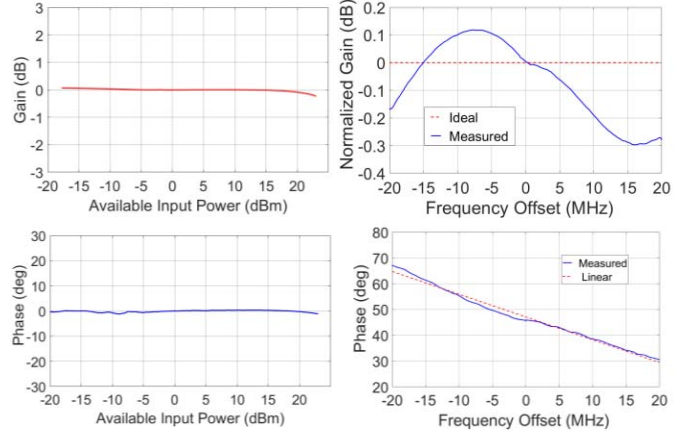 3
2
1
0
-1
-2
-3
Gain (dB)
-20 -15 -10 -5 0 5 10 15 20
Available Input Power (dBm)
0.2
0.1
0
-0.1
-0.2
-0.3
-0.4
Normalized Gain (dB)
Ideal
Measured
-20 -15 -10 -5 0 5 10 15 20
Frequency Offset (MHz)
30
20
10
0
-10
-20
-30
Phase (deg)
-20 -15 -10 -5 0 5 10 15 20
Available Input Power (dBm)
80
70
60
50
40
30
20
Phase (deg)
Measured
Linear
-20 -15 -10 -5 0 5 10 15 20
Frequency Offset (MHz)